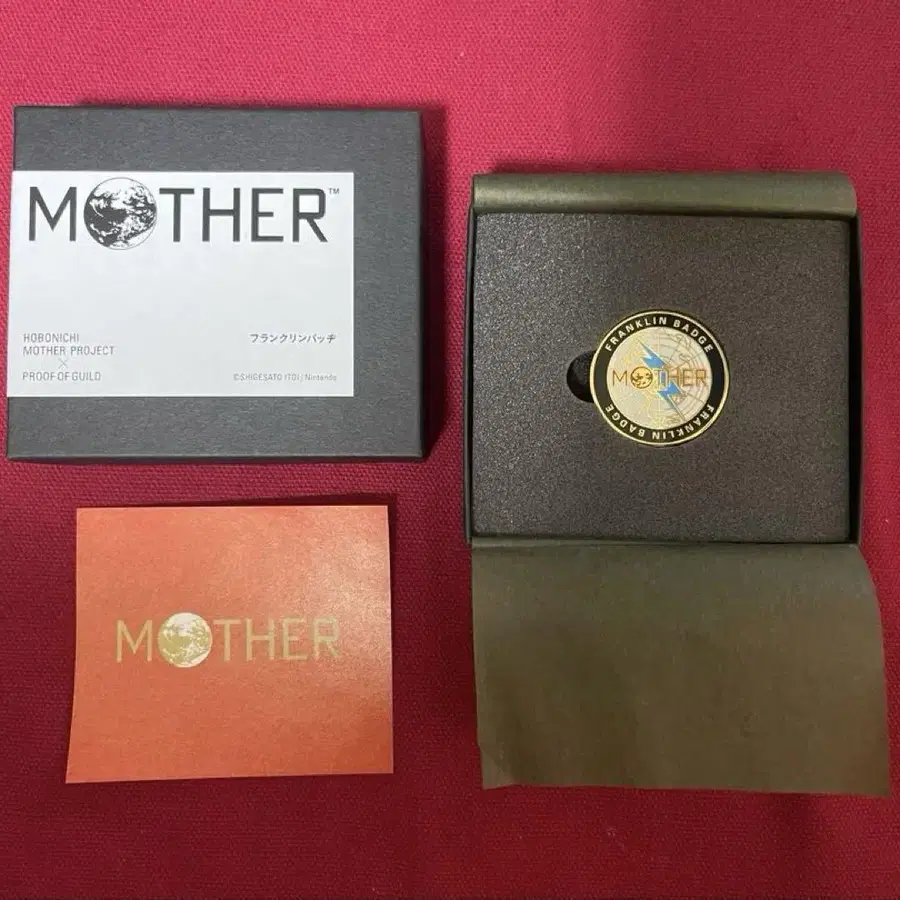 MOTHER™
HOBONICHI
MOTHER PROJECT
×
PROOF OF GUILD
フランクリンバッヂ
©SHIGESATO ITOI / Nintendo
FRANKLIN BADGE
MOTHER
FRANKLIN BADGE
MOTHER